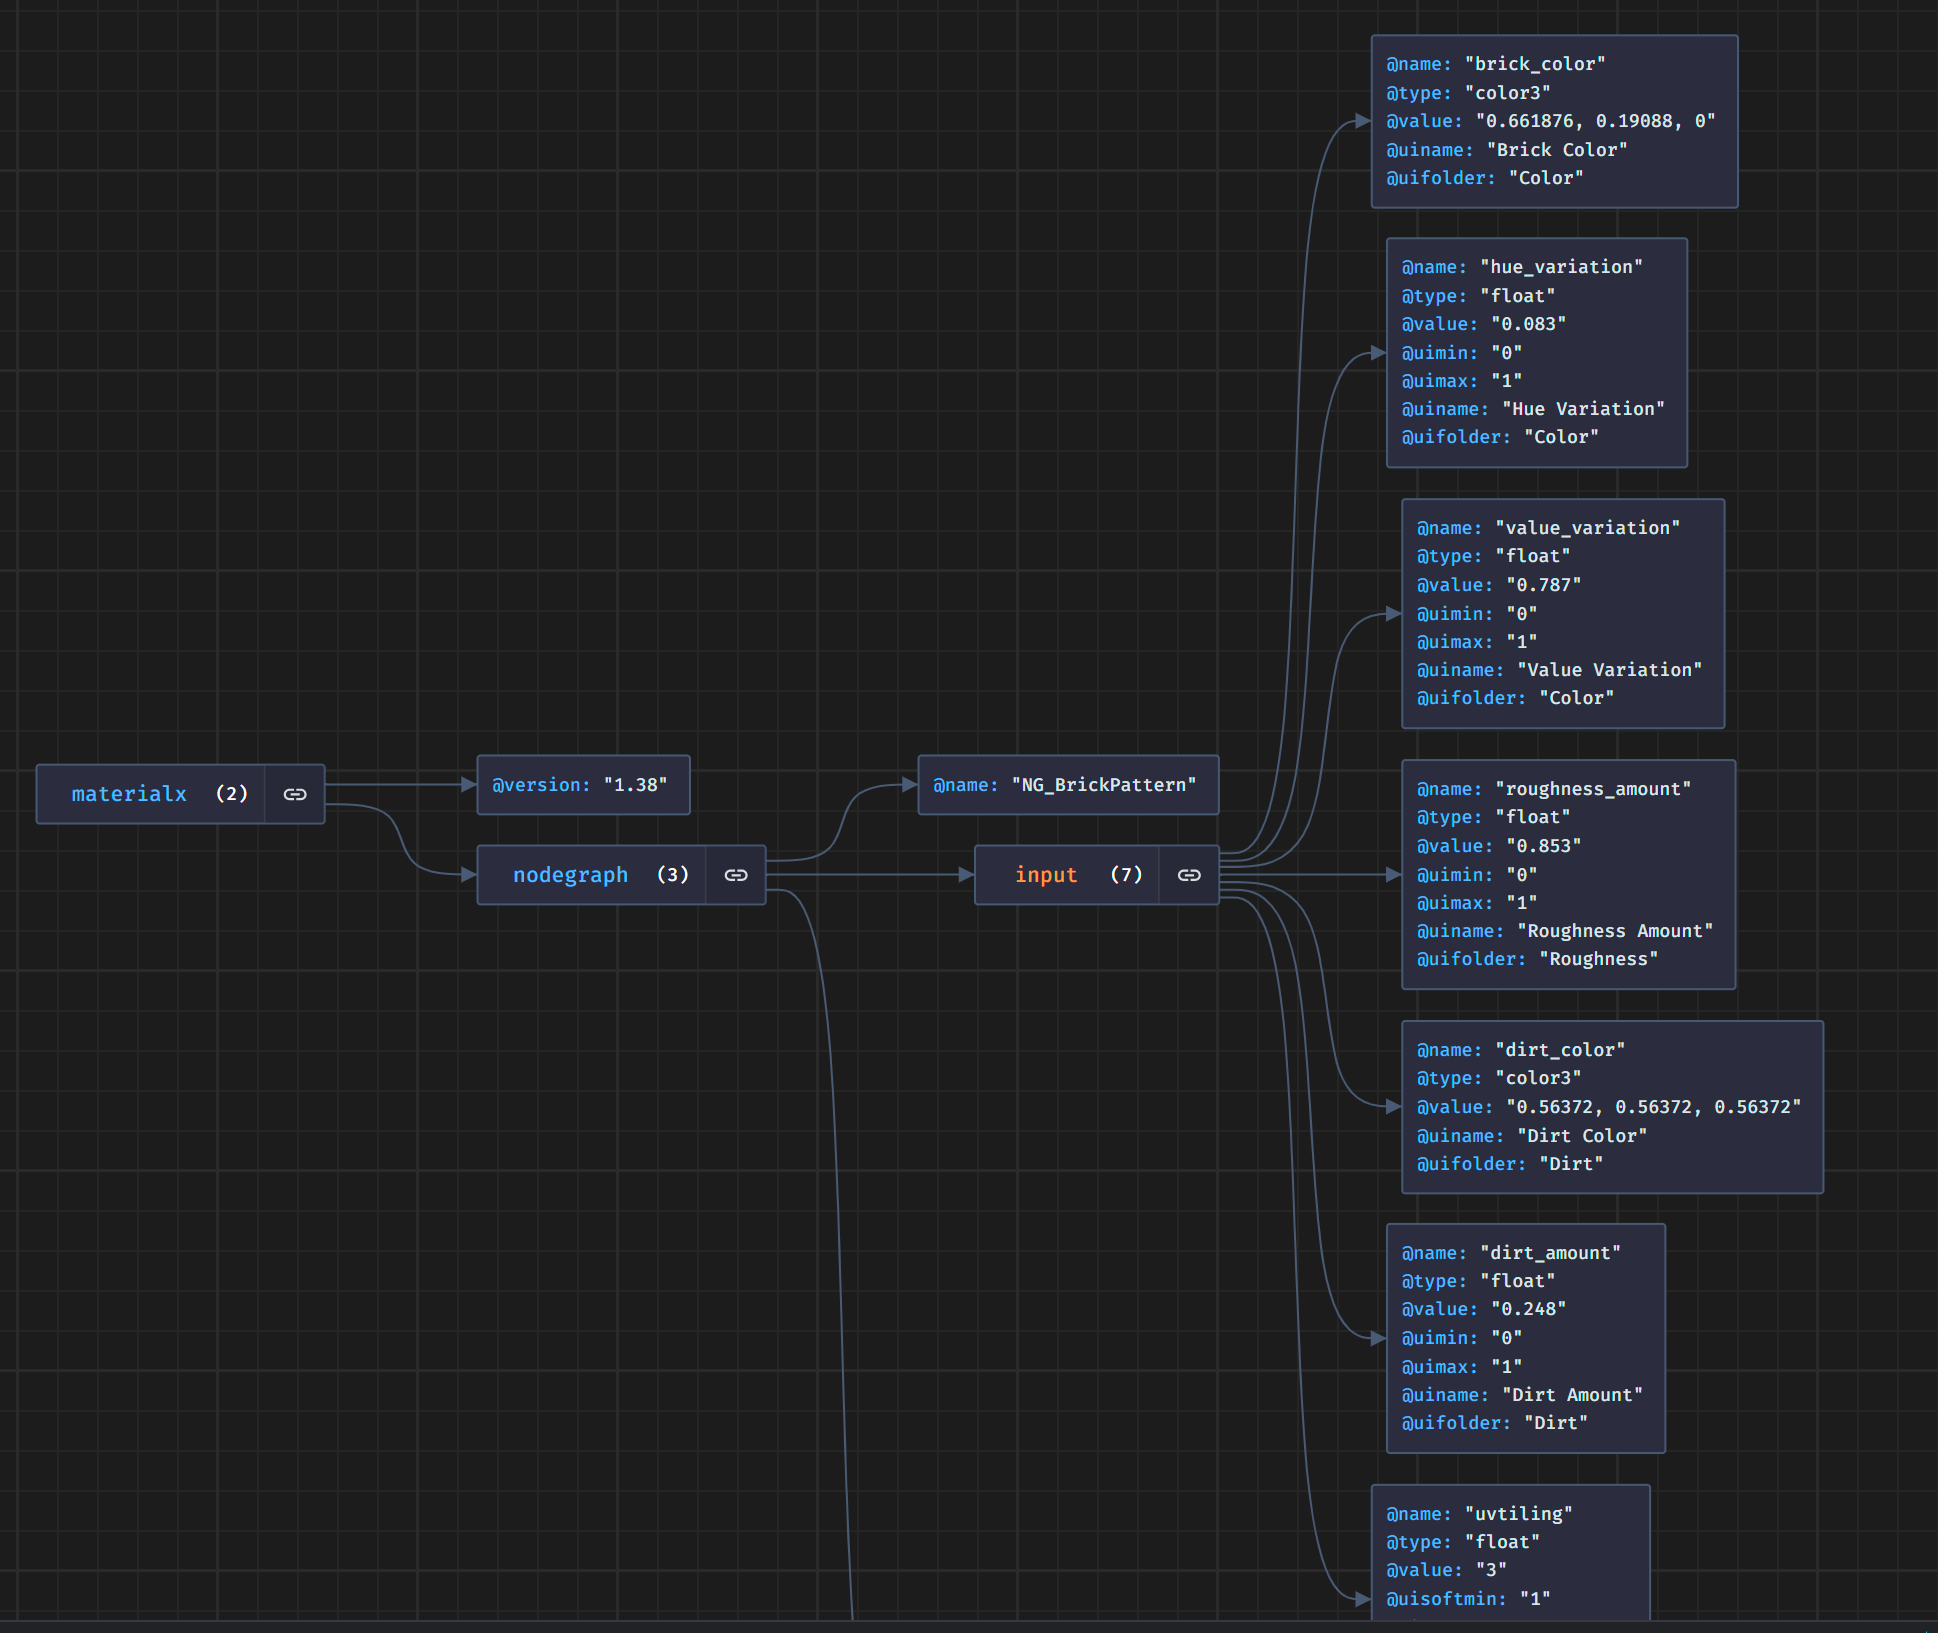 materialx (2)
@version: "1.38"
nodegraph (3)
@name: "NG_BrickPattern"
input (7)
@name: "brick_color"
@type: "color3"
@value: "0.661876, 0.19088, 0"
@uiname: "Brick Color"
@uifolder: "Color"
@name: "hue_variation"
@type: "float"
@value: "0.083"
@uimin: "0"
@uimax: "1"
@uiname: "Hue Variation"
@uifolder: "Color"
@name: "value_variation"
@type: "float"
@value: "0.787"
@uimin: "0"
@uimax: "1"
@uiname: "Value Variation"
@uifolder: "Color"
@name: "roughness_amount"
@type: "float"
@value: "0.853"
@uimin: "0"
@uimax: "1"
@uiname: "Roughness Amount"
@uifolder: "Roughness"
@name: "dirt_color"
@type: "color3"
@value: "0.56372, 0.56372, 0.56372"
@uiname: "Dirt Color"
@uifolder: "Dirt"
@name: "dirt_amount"
@type: "float"
@value: "0.248"
@uimin: "0"
@uimax: "1"
@uiname: "Dirt Amount"
@uifolder: "Dirt"
@name: "uvtiling"
@type: "float"
@value: "3"
@uisoftmin: "1"